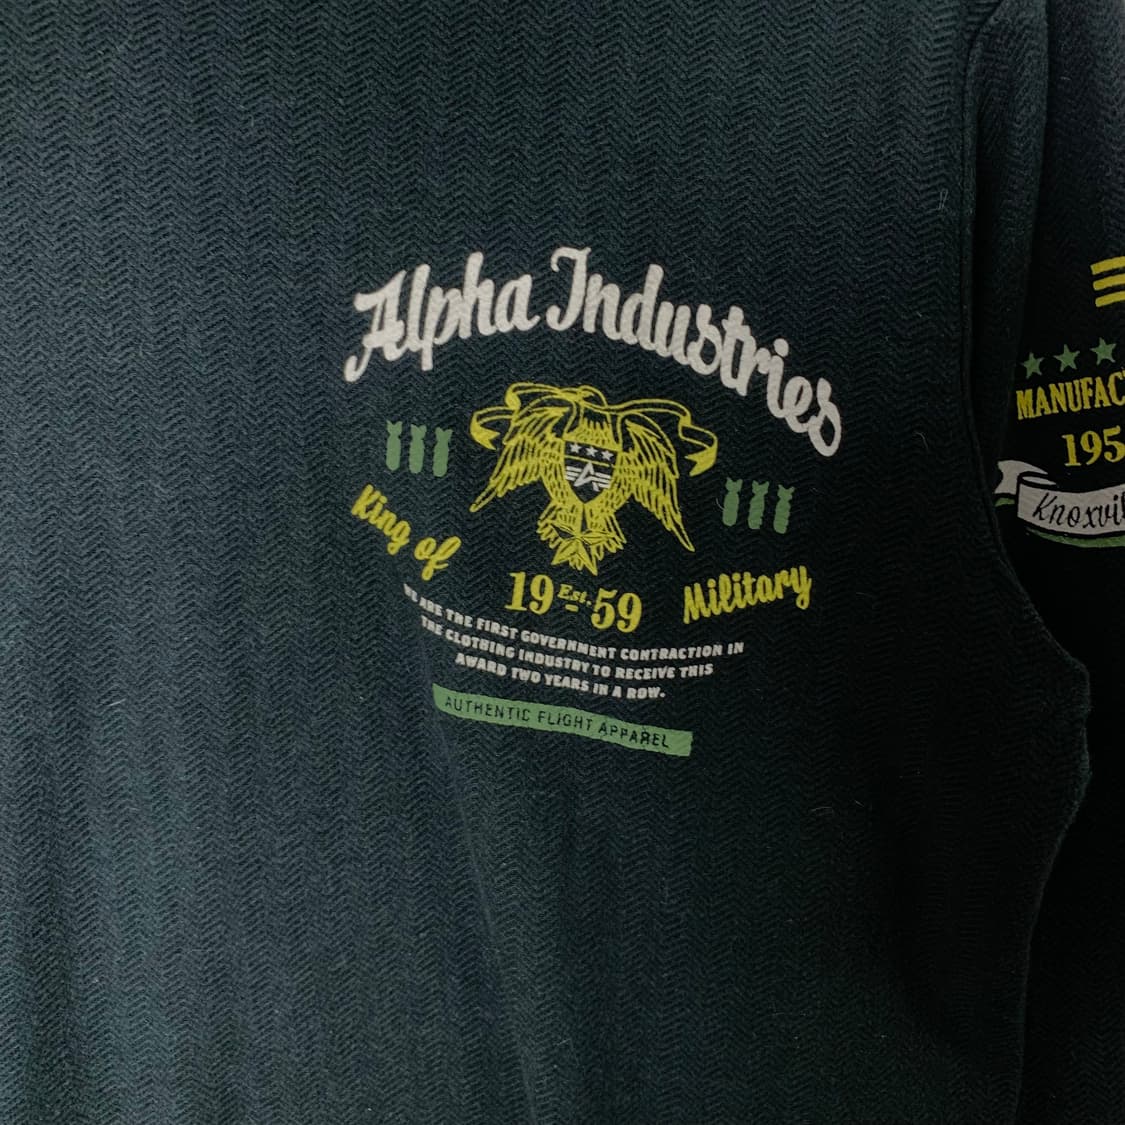 Alpha Industries
King of
19 Est. 59
Military
WE ARE THE FIRST GOVERNMENT CONTRACTION IN
THE CLOTHING INDUSTRY TO RECEIVE THIS
AWARD TWO YEARS IN A ROW.
AUTHENTIC FLIGHT APPAREL
MANUFAC
195
Knoxvil